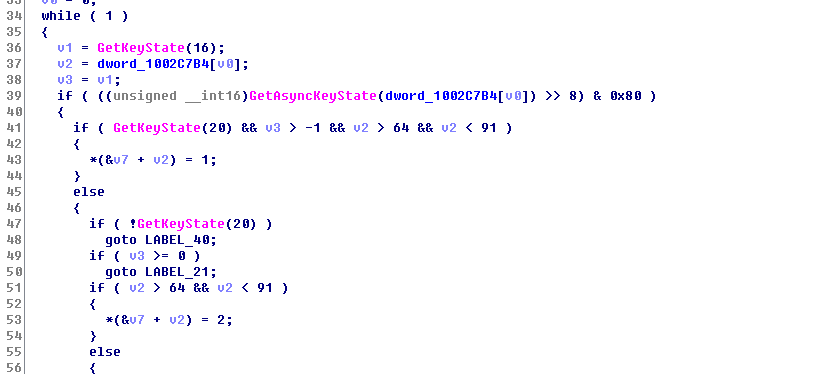 34 while ( 1 )
35 {
36 v1 = GetKeyState(16);
37 v2 = dword_1002C7B4[v0];
38 v3 = v1;
39 if ( ((unsigned __int16)GetAsyncKeyState(dword_1002C7B4[v0]) >> 8) & 0x80 )
40 {
41 if ( GetKeyState(20) && v3 > -1 && v2 > 64 && v2 < 91 )
42 {
43 *(&v7 + v2) = 1;
44 }
45 else
46 {
47 if ( !GetKeyState(20) )
48 goto LABEL_40;
49 if ( v3 >= 0 )
50 goto LABEL_21;
51 if ( v2 > 64 && v2 < 91 )
52 {
53 *(&v7 + v2) = 2;
54 }
55 else
56 {